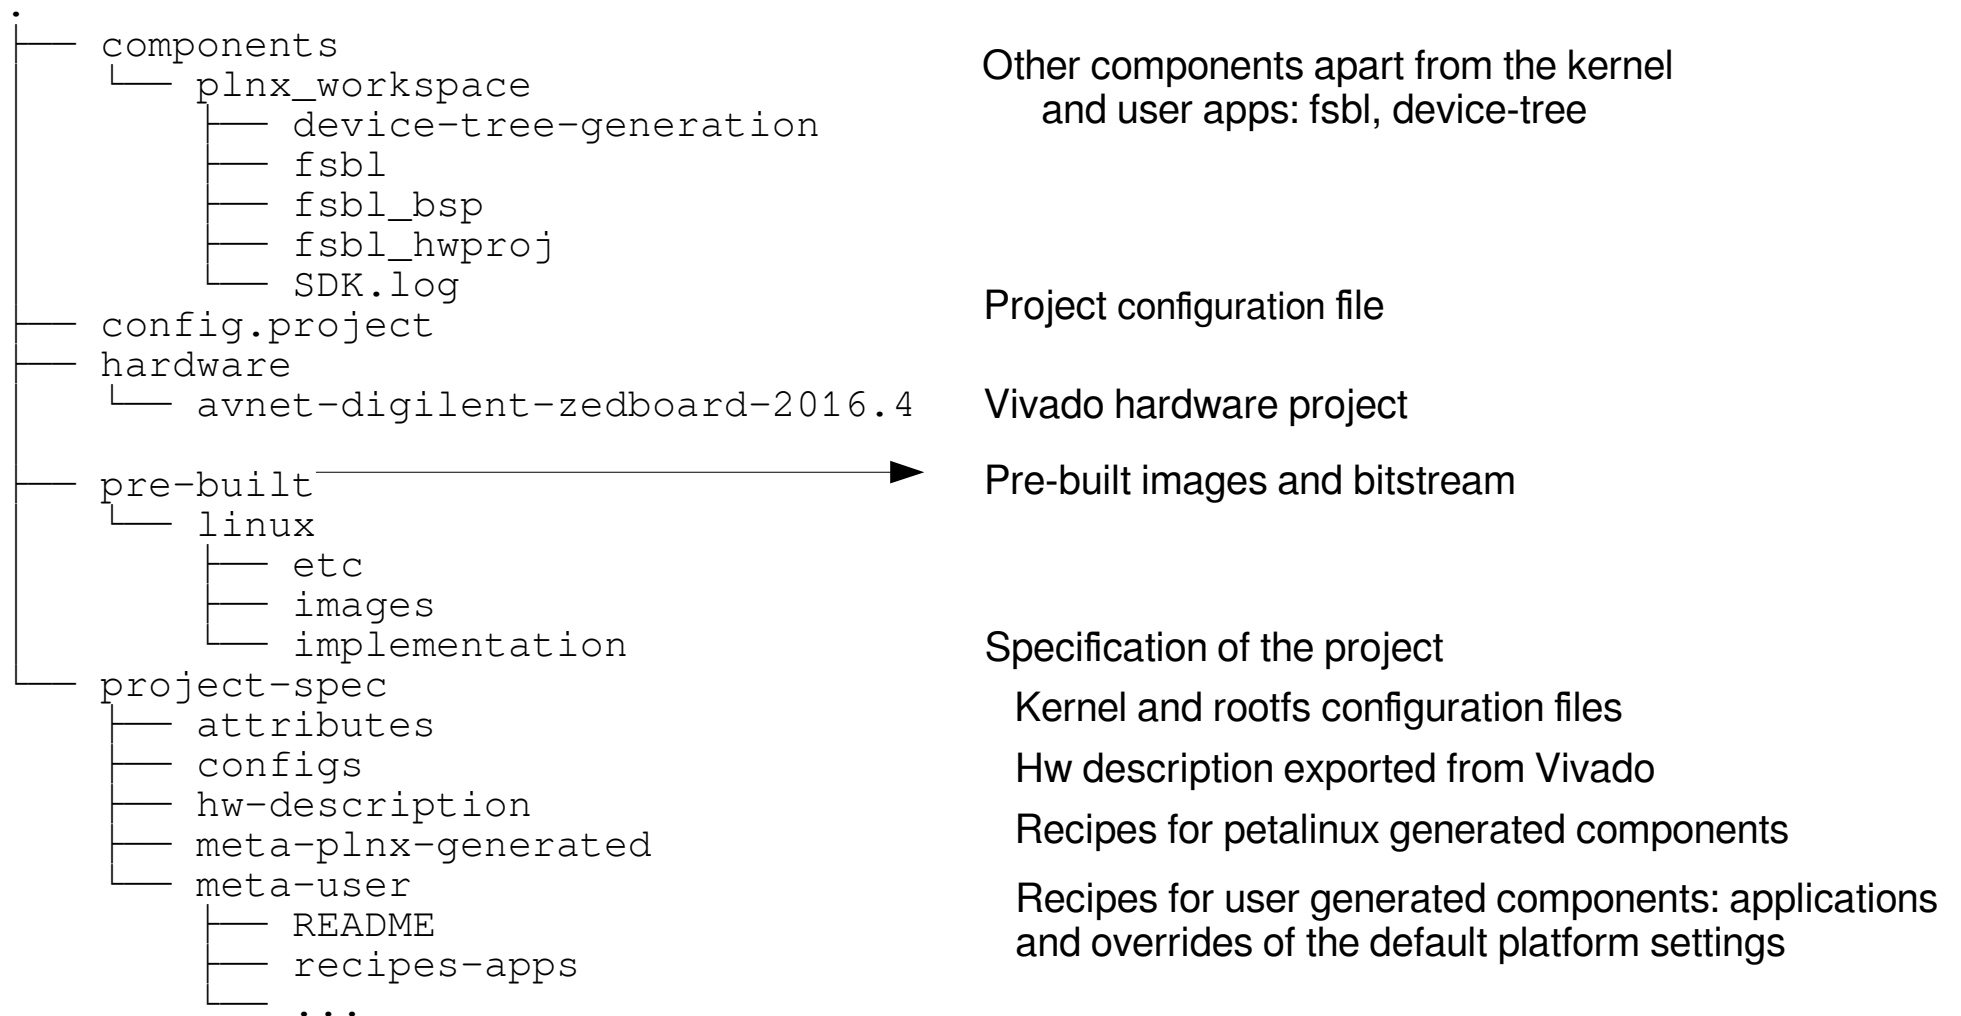 .
├── components
Other components apart from the kernel
└── plnx_workspace
and user apps: fsbl, device-tree
├── device-tree-generation
├── fsbl
├── fsbl_bsp
├── fsbl_hwproj
└── SDK.log
Project configuration file
├── config.project
├── hardware
└── avnet-digilent-zedboard-2016.4
Vivado hardware project
├── pre-built
Pre-built images and bitstream
└── linux
├── etc
├── images
└── implementation
Specification of the project
└── project-spec
Kernel and rootfs configuration files
├── attributes
├── configs
Hw description exported from Vivado
├── hw-description
Recipes for petalinux generated components
├── meta-plnx-generated
└── meta-user
Recipes for user generated components: applications
├── README
and overrides of the default platform settings
├── recipes-apps
└── ...